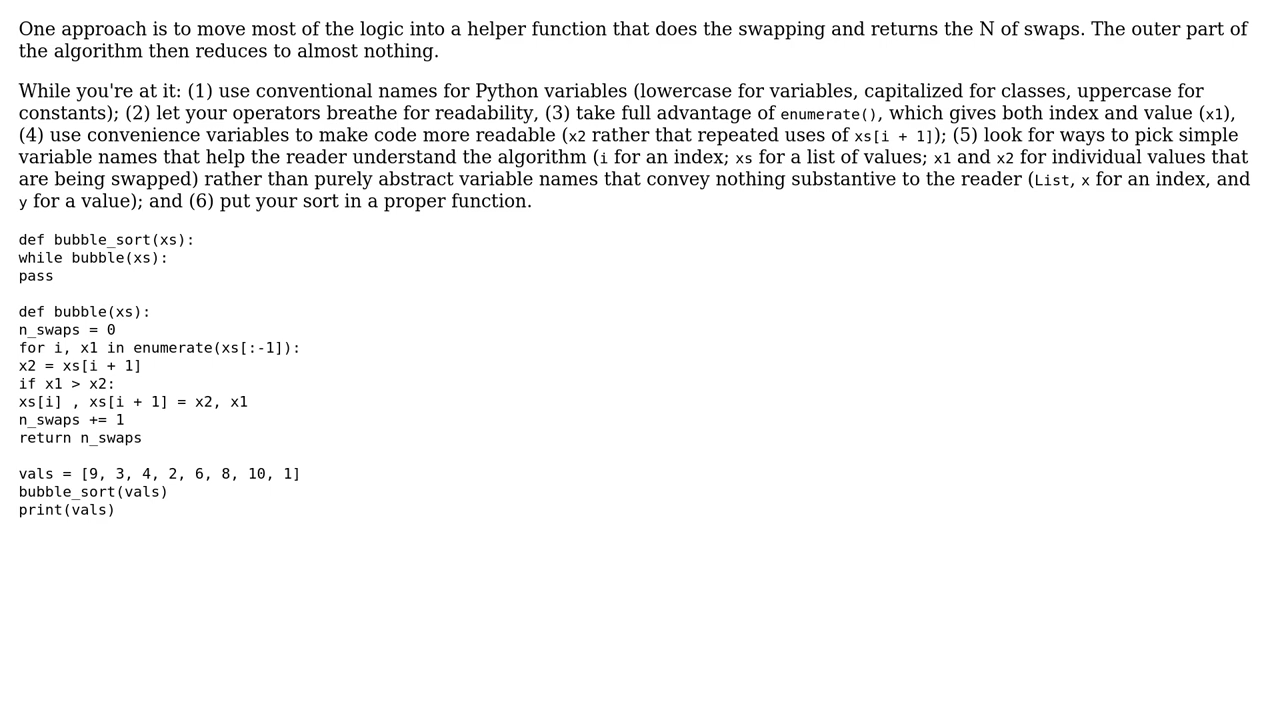 One approach is to move most of the logic into a helper function that does the swapping and returns the N of swaps. The outer part of
the algorithm then reduces to almost nothing.
While you're at it: (1) use conventional names for Python variables (lowercase for variables, capitalized for classes, uppercase for
constants); (2) let your operators breathe for readability, (3) take full advantage of enumerate(), which gives both index and value (x1),
(4) use convenience variables to make code more readable (x2 rather that repeated uses of xs[i + 1]); (5) look for ways to pick simple
variable names that help the reader understand the algorithm (i for an index; xs for a list of values; x1 and x2 for individual values that
are being swapped) rather than purely abstract variable names that convey nothing substantive to the reader (List, x for an index, and
y for a value); and (6) put your sort in a proper function.
def bubble_sort(xs):
while bubble(xs):
pass
def bubble(xs):
n_swaps = 0
for i, x1 in enumerate(xs[:-1]):
x2 = xs[i + 1]
if x1 > x2:
xs[i] , xs[i + 1] = x2, x1
n_swaps += 1
return n_swaps
vals = [9, 3, 4, 2, 6, 8, 10, 1]
bubble_sort(vals)
print(vals)